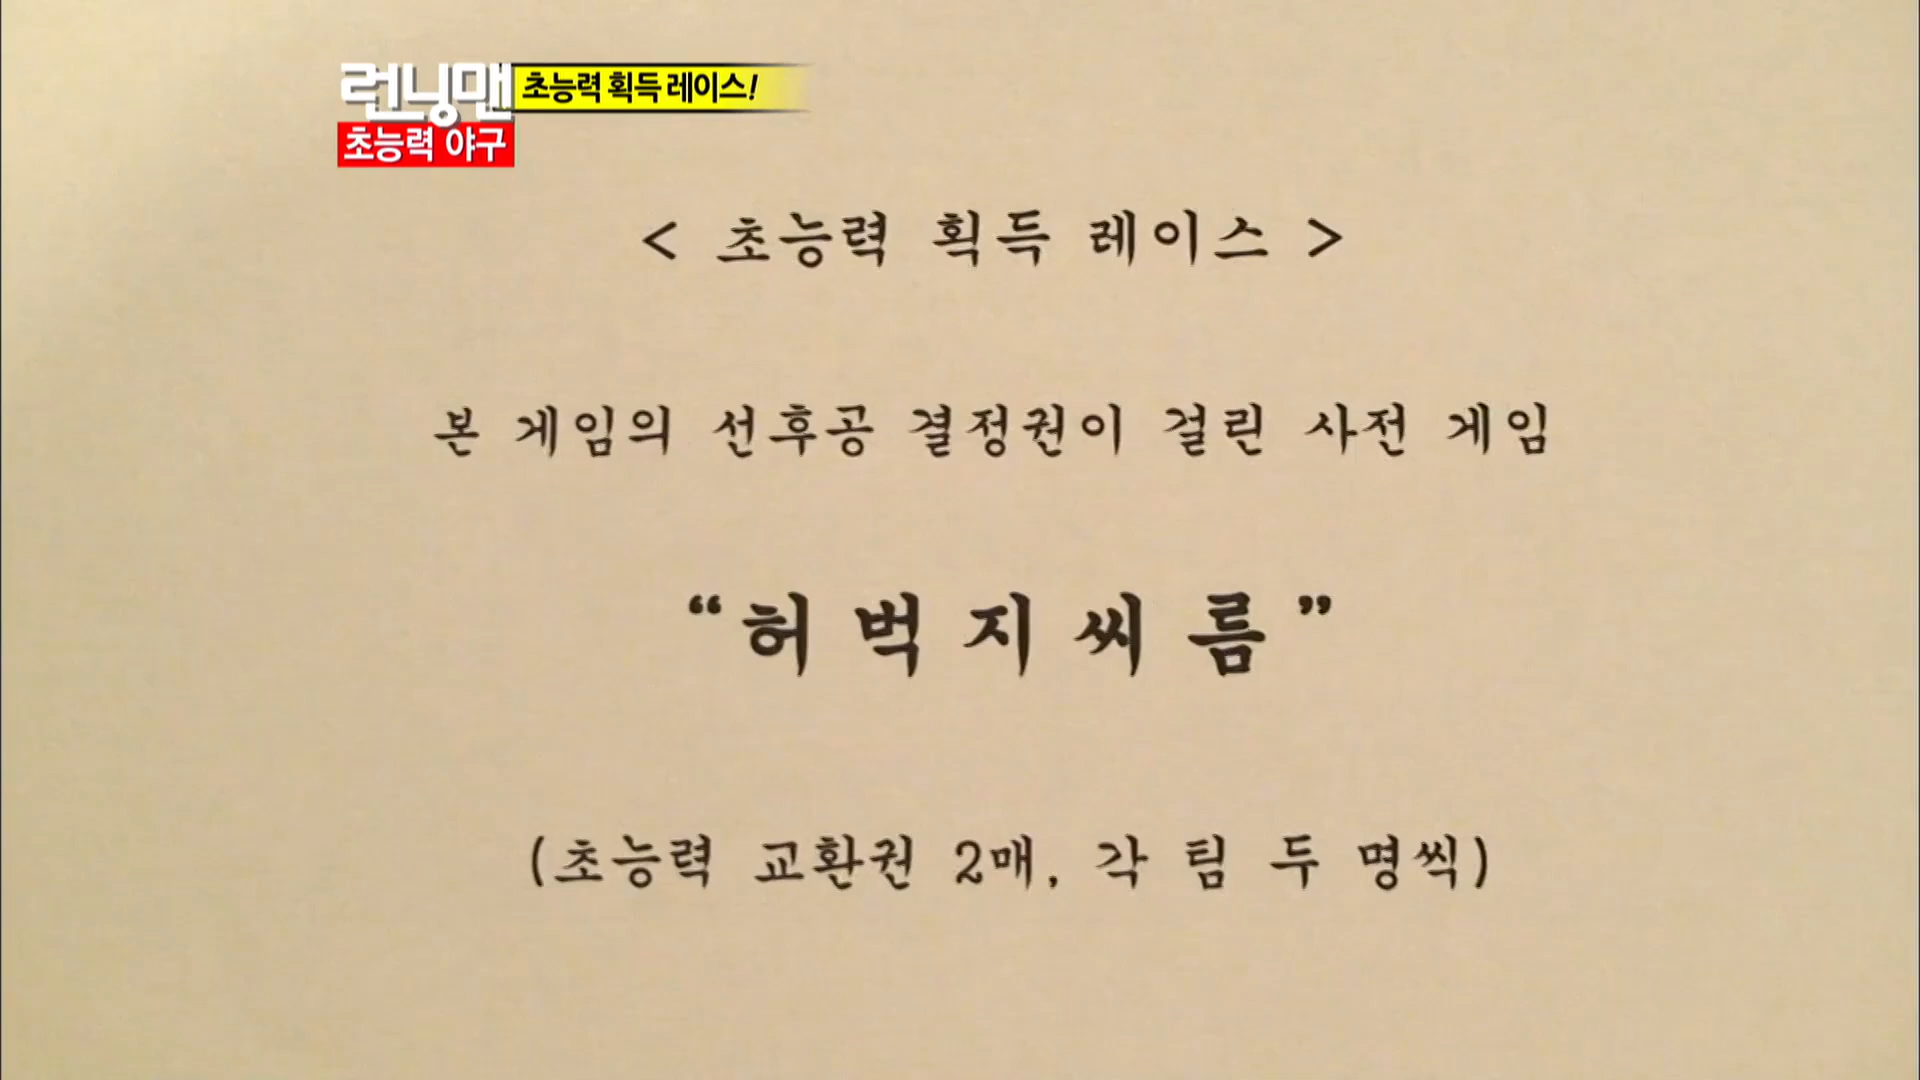 런닝맨 초능력 획득 레이스!
초능력 야구
< 초능력 획득 레이스 >
본 게임의 선후공 결정권이 걸린 사전 게임
“허벅지씨름”
(초능력 교환권 2매, 각 팀 두 명씩)